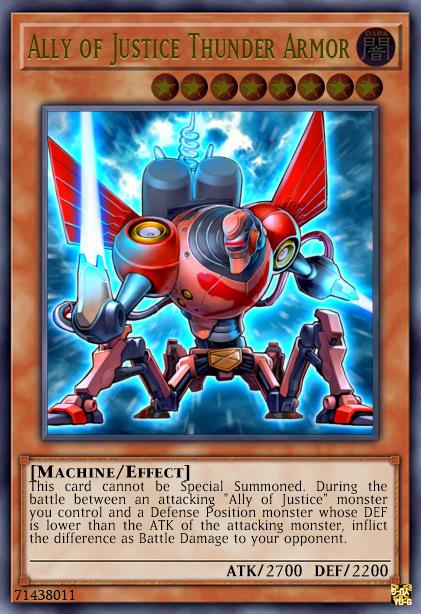 Ally of Justice Thunder Armor
DARK
闇
[Machine/Effect]
This card cannot be Special Summoned. During the
battle between an attacking "Ally of Justice" monster
you control and a Defense Position monster whose DEF
is lower than the ATK of the attacking monster, inflict
the difference as Battle Damage to your opponent.
ATK/2700 DEF/2200
71438011